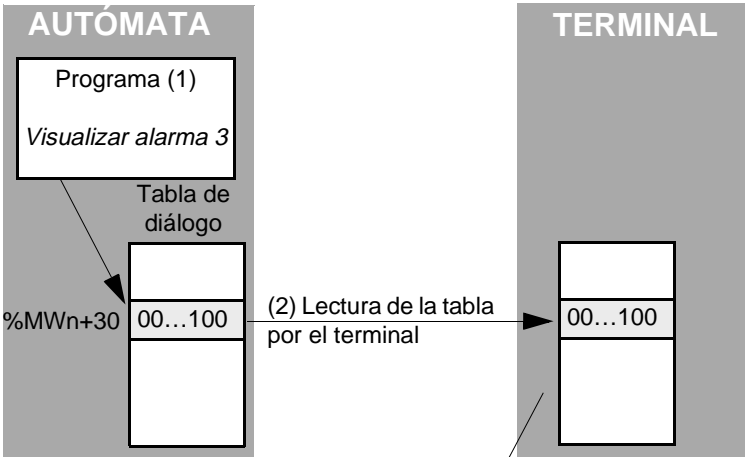 AUTÓMATA
TERMINAL
Programa (1)
Visualizar alarma 3
Tabla de
diálogo
%MWn+30
00…100
(2) Lectura de la tabla
por el terminal
00…100